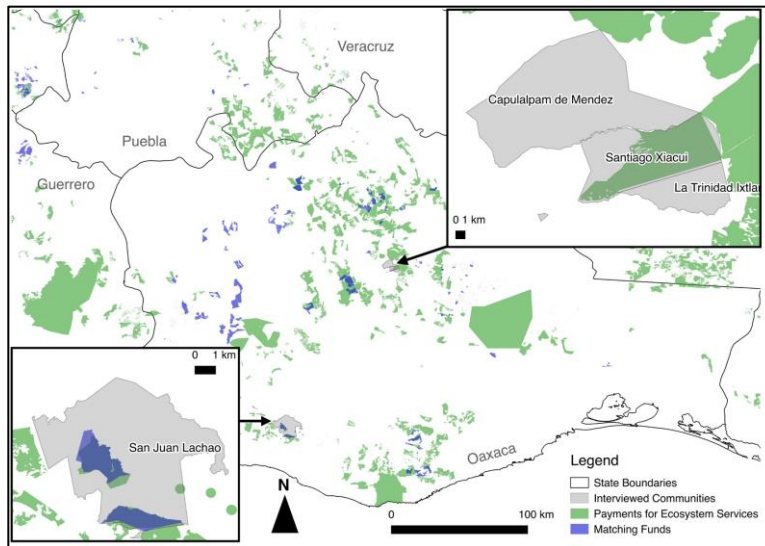 Veracruz
Puebla
Guerrero
Capulalpam de Mendez
Santiago Xiacui
La Trinidad Ixtlan
0 1 km
0 1 km
San Juan Lachao
Oaxaca
N
0
100 km
Legend
State Boundaries
Interviewed Communities
Payments for Ecosystem Services
Matching Funds